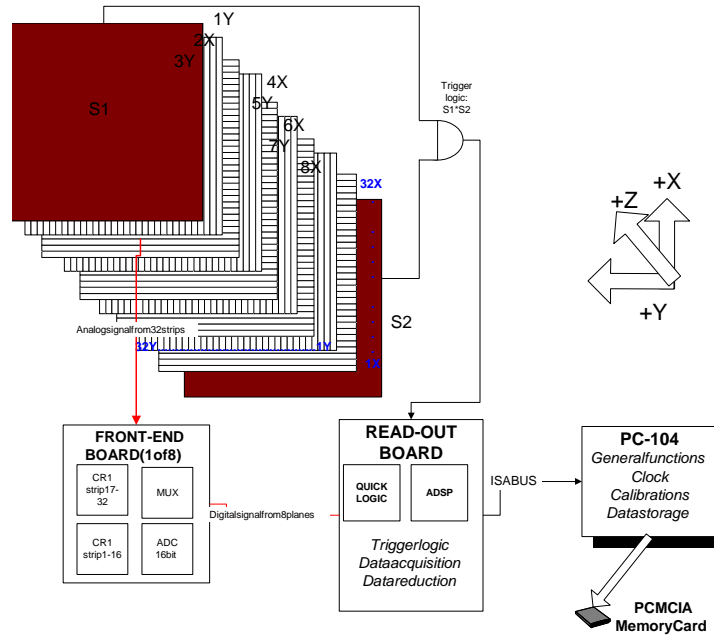 1Y
2X
3Y
S1
4X
5Y
6X
7Y
8X
Trigger
logic:
S1*S2
32X
+X
+Z
+Y
S2
Analogsignalfrom32strips
32Y
1Y
1X
FRONT-END
BOARD(1of8)
CR1
strip17-
32
MUX
CR1
strip1-16
ADC
16bit
Digitalsignalfrom8planes
READ-OUT
BOARD
QUICK
LOGIC
ADSP
Triggerlogic
Dataacquisition
Datareduction
ISABUS
PC-104
Generalfunctions
Clock
Calibrations
Datastorage
PCMCIA
MemoryCard